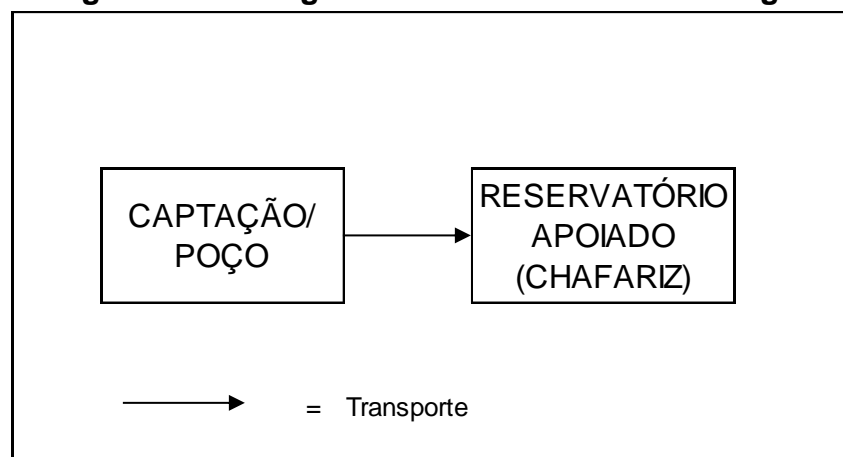 CAPTAÇÃO/
POÇO
RESERVATÓRIO
APOIADO
(CHAFARIZ)
= Transporte